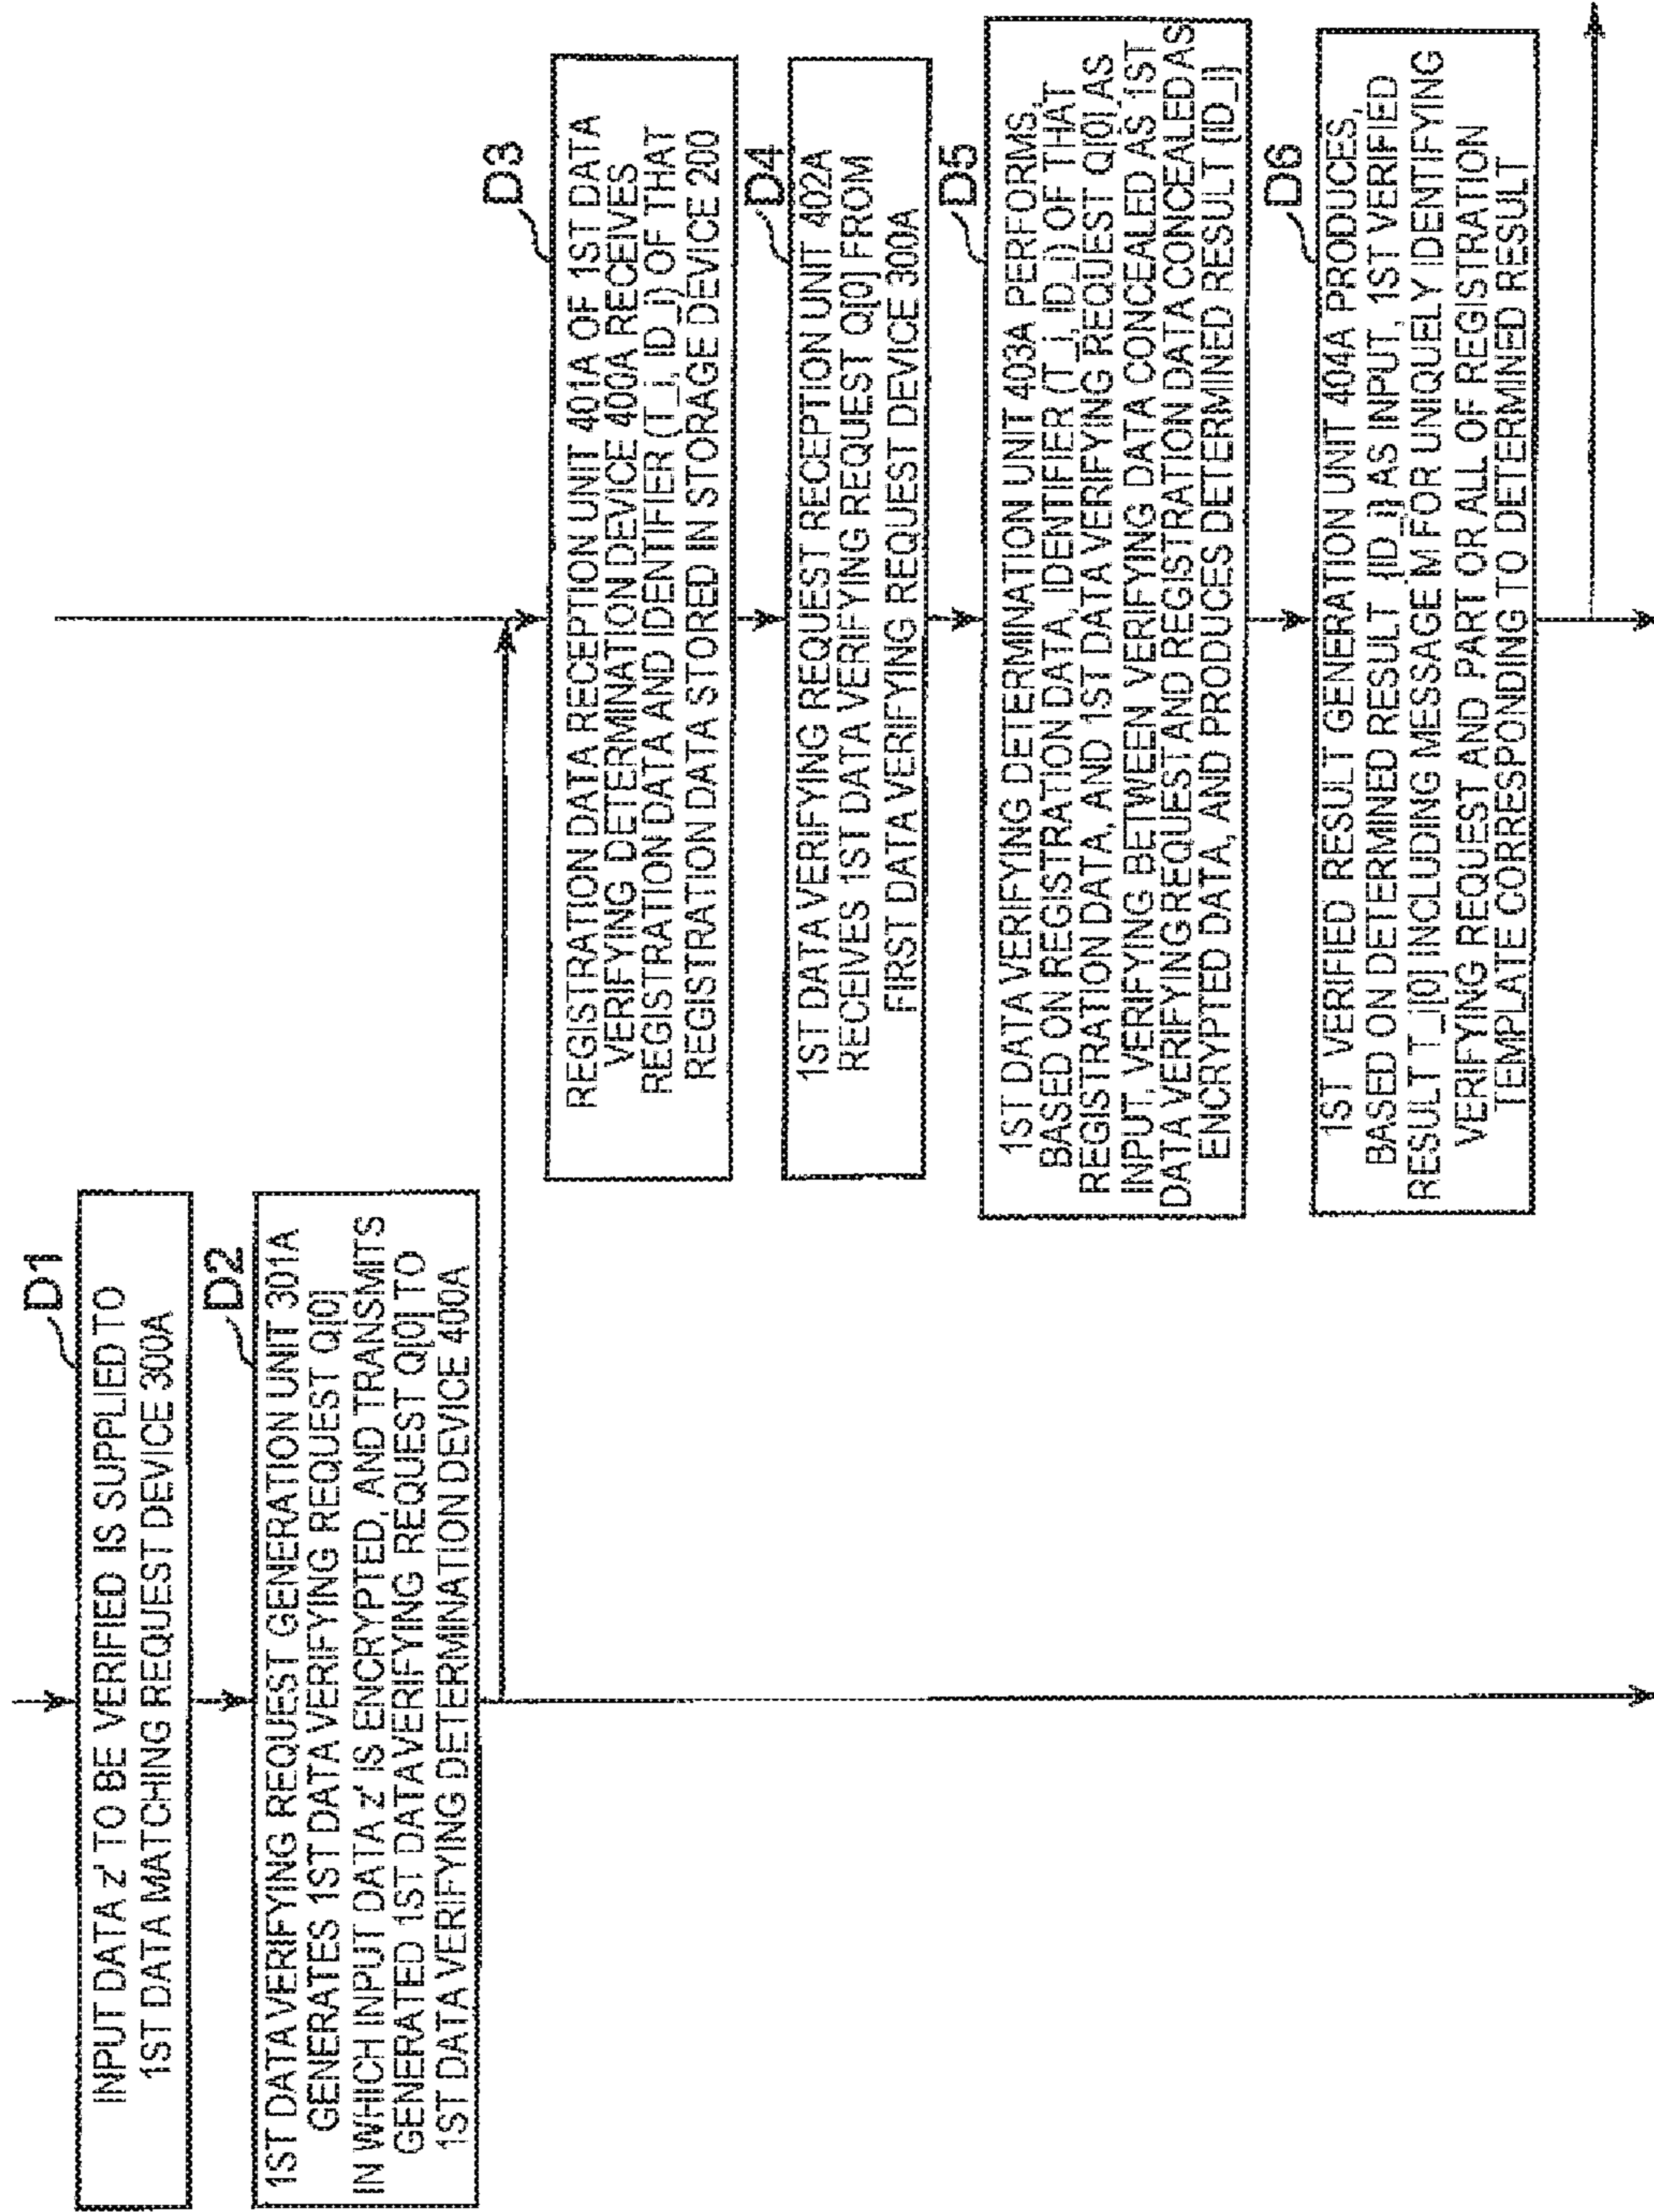 D1
INPUT DATA z' TO BE VERIFIED IS SUPPLIED TO
1ST DATA MATCHING REQUEST DEVICE 300A
D2
1ST DATA VERIFYING REQUEST GENERATION UNIT 301A
GENERATES 1ST DATA VERIFYING REQUEST Q[0]
IN WHICH INPUT DATA z' IS ENCRYPTED, AND TRANSMITS
GENERATED 1ST DATA VERIFYING REQUEST Q[0] TO
1ST DATA VERIFYING DETERMINATION DEVICE 400A
D3
REGISTRATION DATA RECEPTION UNIT 401A OF 1ST DATA
VERIFYING DETERMINATION DEVICE 400A RECEIVES
REGISTRATION DATA AND IDENTIFIER (T_i, ID_i) OF THAT
REGISTRATION DATA STORED IN STORAGE DEVICE 200
D4
1ST DATA VERIFYING REQUEST RECEPTION UNIT 402A
RECEIVES 1ST DATA VERIFYING REQUEST Q[0] FROM
FIRST DATA VERIFYING REQUEST DEVICE 300A
D5
1ST DATA VERIFYING DETERMINATION UNIT 403A PERFORMS,
BASED ON REGISTRATION DATA, IDENTIFIER (T_i, ID_i) OF THAT
REGISTRATION DATA, AND 1ST DATA VERIFYING REQUEST Q[0] AS
INPUT, VERIFYING BETWEEN VERIFYING DATA CONCEALED AS 1ST
DATA VERIFYING REQUEST AND REGISTRATION DATA CONCEALED AS
ENCRYPTED DATA, AND PRODUCES DETERMINED RESULT {ID_i}
D6
1ST VERIFIED RESULT GENERATION UNIT 404A PRODUCES,
BASED ON DETERMINED RESULT {ID_i} AS INPUT, 1ST VERIFIED
RESULT T_i[0] INCLUDING MESSAGE M FOR UNIQUELY IDENTIFYING
VERIFYING REQUEST AND PART OR ALL OF REGISTRATION
TEMPLATE CORRESPONDING TO DETERMINED RESULT